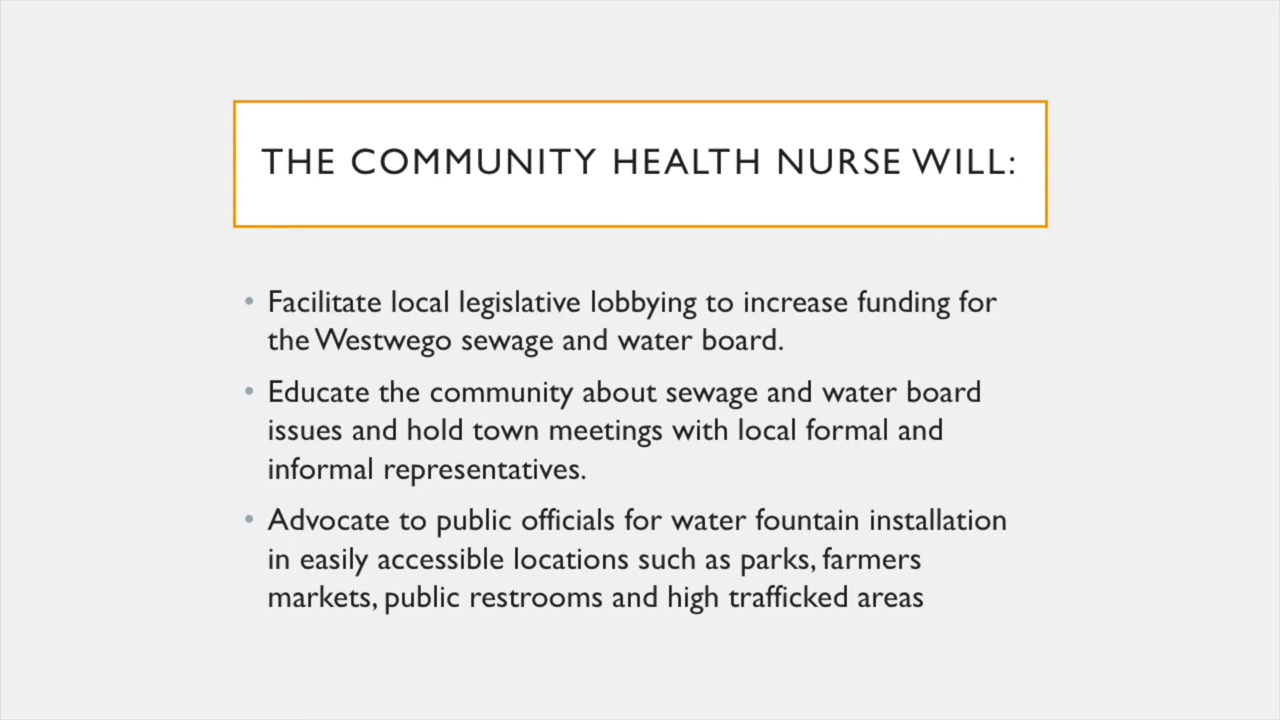 THE COMMUNITY HEALTH NURSE WILL:
• Facilitate local legislative lobbying to increase funding for
the Westwego sewage and water board.
• Educate the community about sewage and water board
issues and hold town meetings with local formal and
informal representatives.
• Advocate to public officials for water fountain installation
in easily accessible locations such as parks, farmers
markets, public restrooms and high trafficked areas